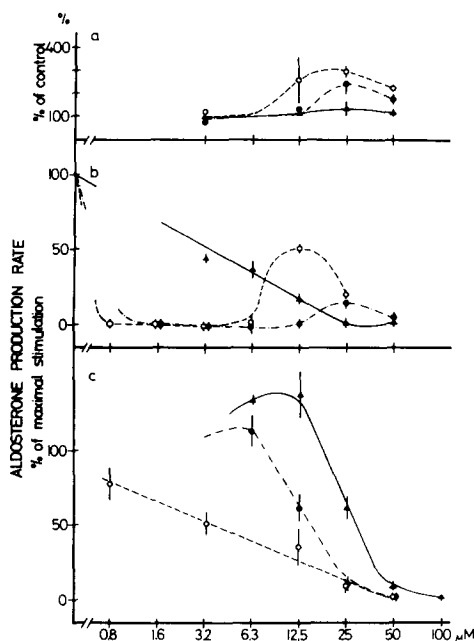 %
a
400
100
% of control
b
100
50
0
ALDOSTERONE PRODUCTION RATE
% of maximal stimulation
c
100
50
0
0.8 1.6 3.2 6.3 12.5 25 50 100 µM